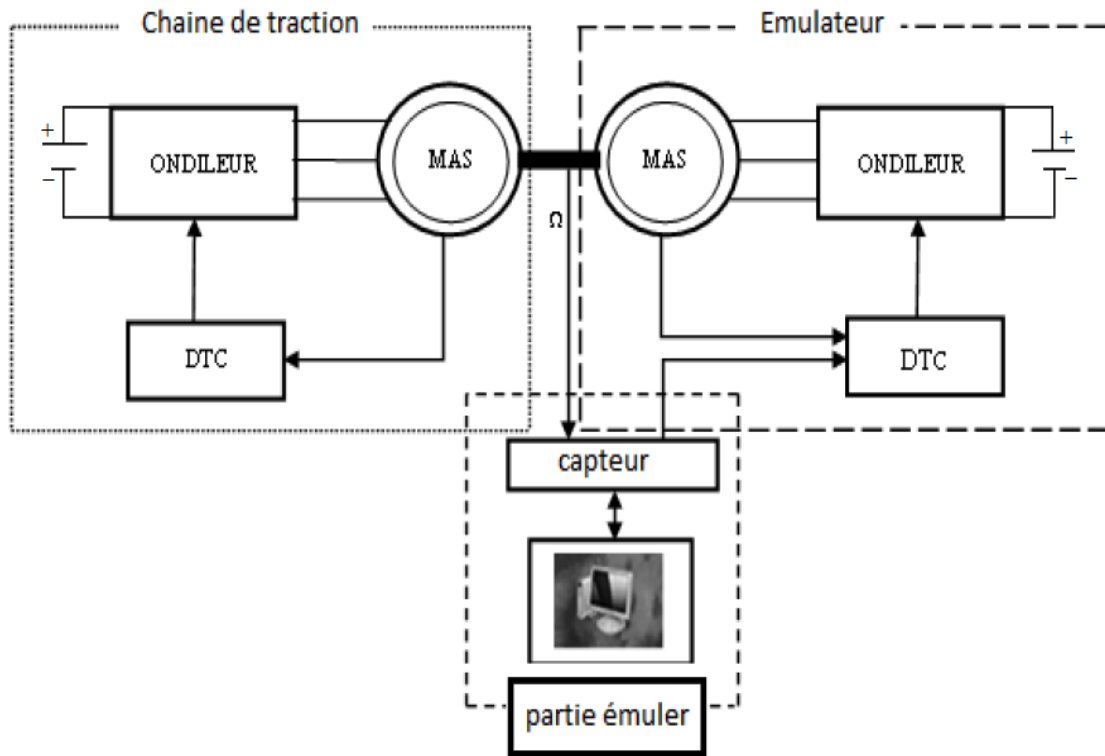 Chaine de traction
Emulateur
+
−
ONDILEUR
MAS
MAS
ONDILEUR
+
−
Ω
DTC
DTC
capteur
partie émuler